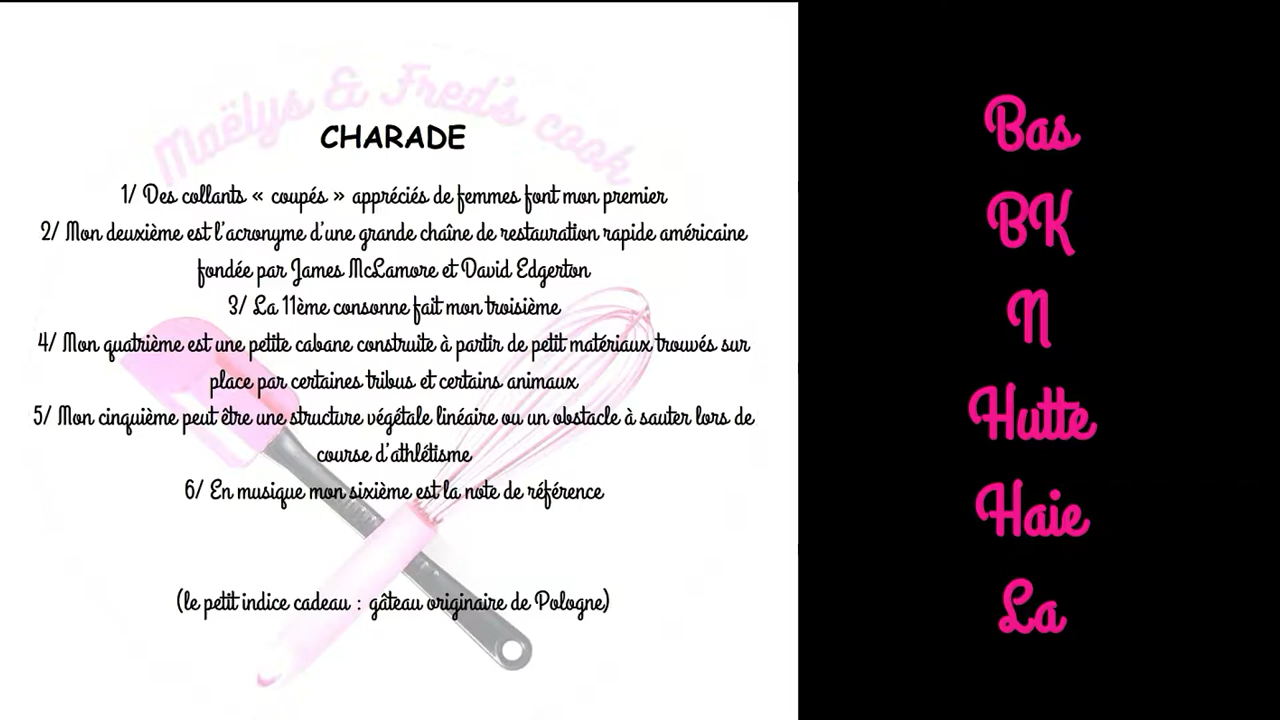 Maëlys & Fred's cook
CHARADE
1/ Des collants « coupés » appréciés de femmes font mon premier
2/ Mon deuxième est l'acronyme d'une grande chaîne de restauration rapide américaine
fondée par James McLamore et David Edgerton
3/ La 11ème consonne fait mon troisième
4/ Mon quatrième est une petite cabane construite à partir de petit matériaux trouvés sur
place par certaines tribus et certains animaux
5/ Mon cinquième peut être une structure végétale linéaire ou un obstacle à sauter lors de
course d'athlétisme
6/ En musique mon sixième est la note de référence
(le petit indice cadeau : gâteau originaire de Pologne)
Bas
BK
N
Hutte
Haie
La